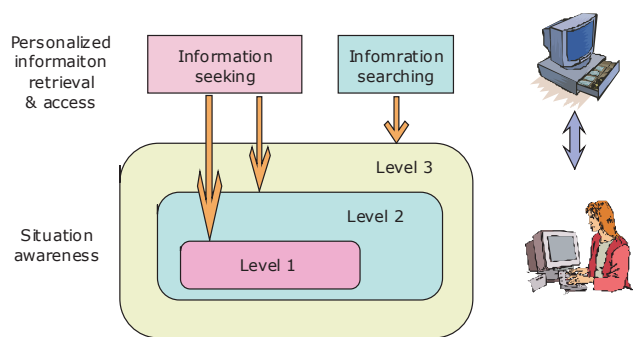 Personalized
informaiton
retrieval
& access
Information
seeking
Infomration
searching
Level 3
Level 2
Situation
awareness
Level 1